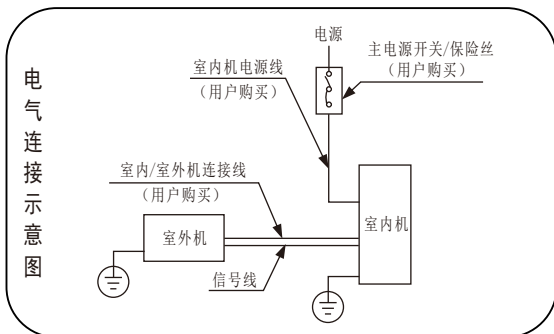 电气连接示意图
电源
主电源开关/保险丝
（用户购买）
室内机电源线
（用户购买）
室内/室外机连接线
（用户购买）
室外机
室内机
信号线